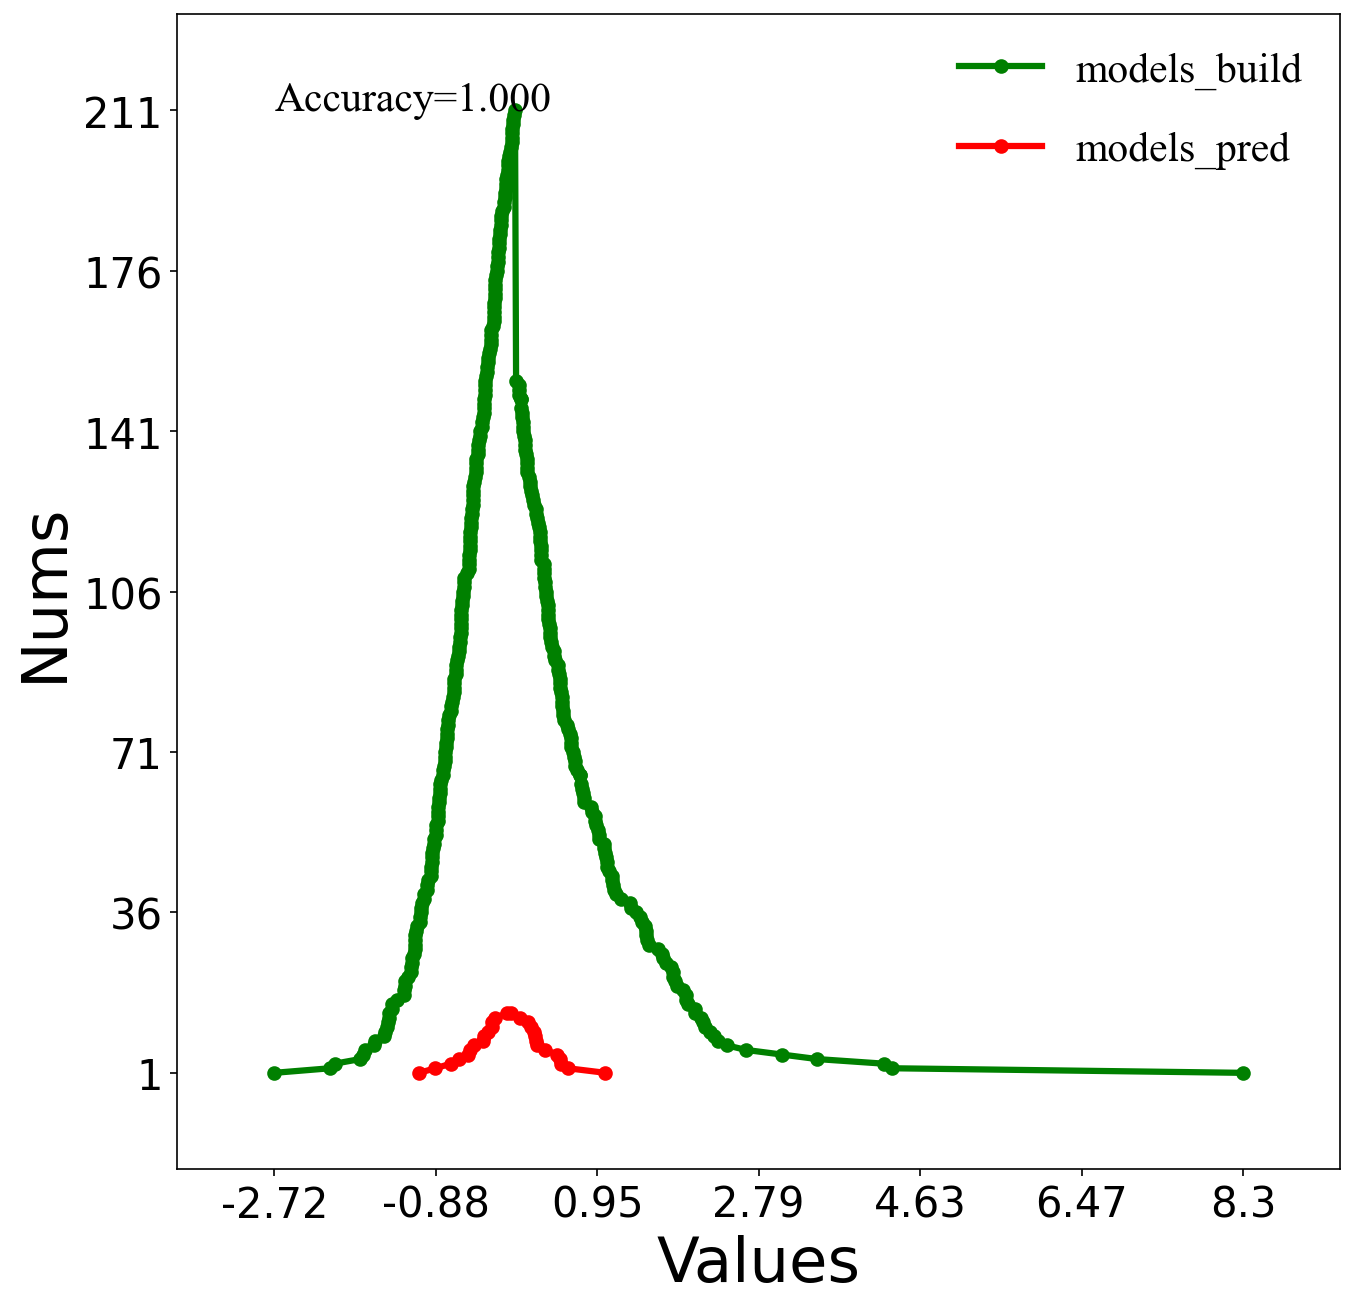 Accuracy=1.000
models_build
models_pred
211
176
141
106
71
36
1
Nums
-2.72 -0.88 0.95 2.79 4.63 6.47 8.3
Values